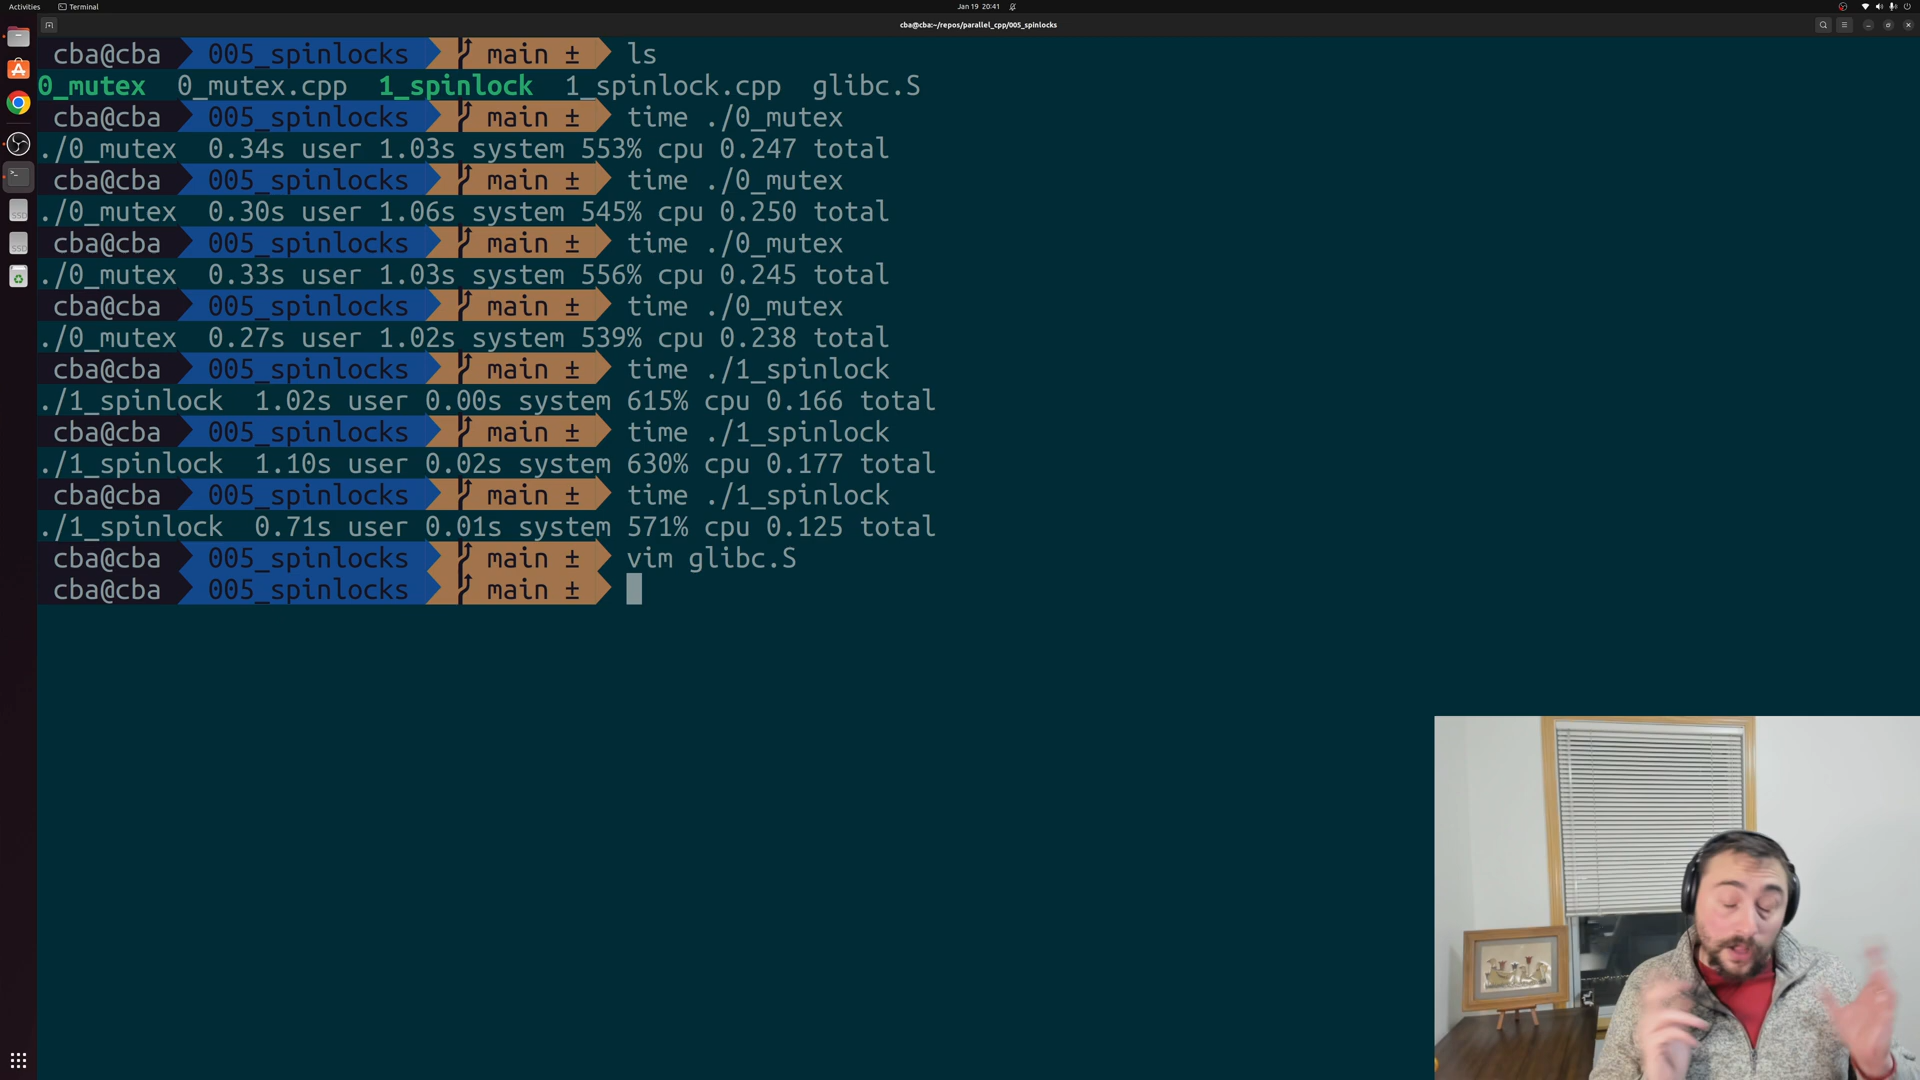 Activities Terminal Jan 19 20:41
cba@cba:~/repos/parallel_cpp/005_spinlocks
cba@cba 005_spinlocks main ± ls
0_mutex 0_mutex.cpp 1_spinlock 1_spinlock.cpp glibc.S
cba@cba 005_spinlocks main ± time ./0_mutex
./0_mutex 0.34s user 1.03s system 553% cpu 0.247 total
cba@cba 005_spinlocks main ± time ./0_mutex
./0_mutex 0.30s user 1.06s system 545% cpu 0.250 total
cba@cba 005_spinlocks main ± time ./0_mutex
./0_mutex 0.33s user 1.03s system 556% cpu 0.245 total
cba@cba 005_spinlocks main ± time ./0_mutex
./0_mutex 0.27s user 1.02s system 539% cpu 0.238 total
cba@cba 005_spinlocks main ± time ./1_spinlock
./1_spinlock 1.02s user 0.00s system 615% cpu 0.166 total
cba@cba 005_spinlocks main ± time ./1_spinlock
./1_spinlock 1.10s user 0.02s system 630% cpu 0.177 total
cba@cba 005_spinlocks main ± time ./1_spinlock
./1_spinlock 0.71s user 0.01s system 571% cpu 0.125 total
cba@cba 005_spinlocks main ± vim glibc.S
cba@cba 005_spinlocks main ±
SSD
SSD